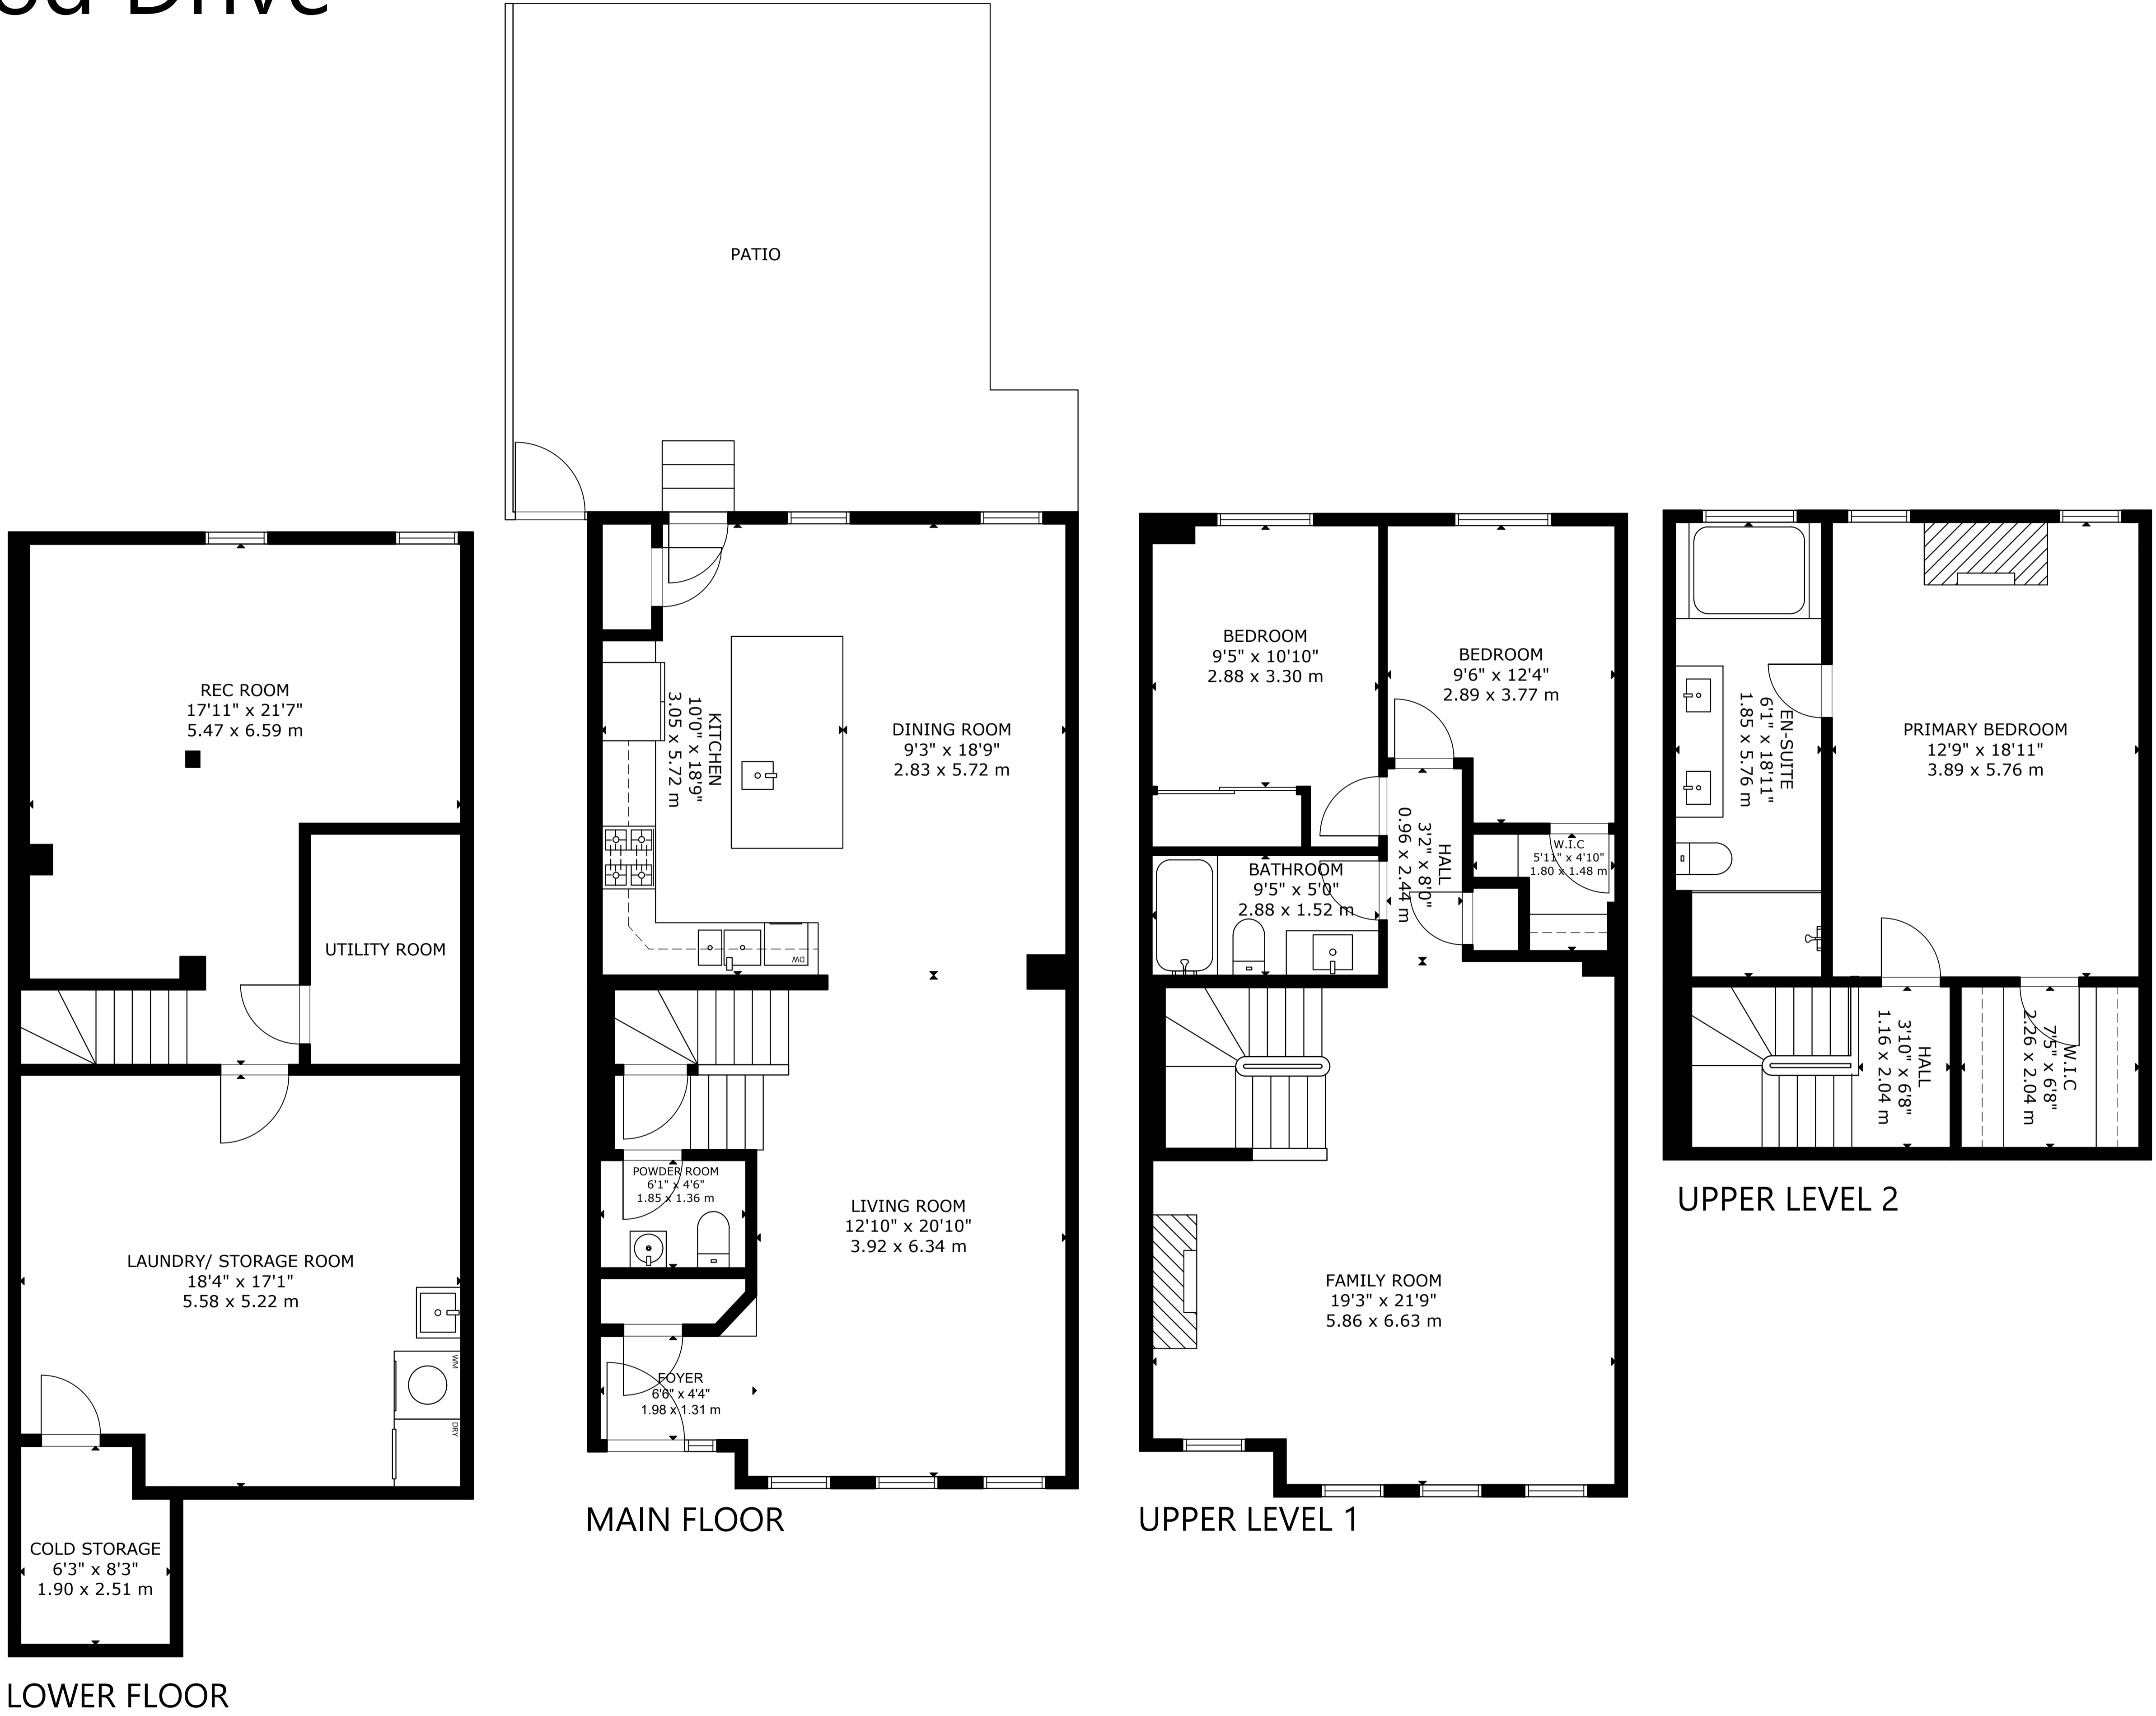 Drive
PATIO
REC ROOM
17'11" x 21'7"
5.47 x 6.59 m
UTILITY ROOM
LAUNDRY/ STORAGE ROOM
18'4" x 17'1"
5.58 x 5.22 m
WM
DRY
COLD STORAGE
6'3" x 8'3"
1.90 x 2.51 m
LOWER FLOOR
KITCHEN
10'0" x 18'9"
3.05 x 5.72 m
DINING ROOM
9'3" x 18'9"
2.83 x 5.72 m
DW
POWDER ROOM
6'1" x 4'6"
1.85 x 1.36 m
LIVING ROOM
12'10" x 20'10"
3.92 x 6.34 m
FOYER
6'6" x 4'4"
1.98 x 1.31 m
MAIN FLOOR
BEDROOM
9'5" x 10'10"
2.88 x 3.30 m
BEDROOM
9'6" x 12'4"
2.89 x 3.77 m
HALL
3'2" x 8'0"
0.96 x 2.44 m
W.I.C
5'11" x 4'10"
1.80 x 1.48 m
BATHROOM
9'5" x 5'0"
2.88 x 1.52 m
FAMILY ROOM
19'3" x 21'9"
5.86 x 6.63 m
UPPER LEVEL 1
EN-SUITE
6'1" x 18'11"
1.85 x 5.76 m
PRIMARY BEDROOM
12'9" x 18'11"
3.89 x 5.76 m
HALL
3'10" x 6'8"
1.16 x 2.04 m
W.I.C
7'5" x 6'8"
2.26 x 2.04 m
UPPER LEVEL 2